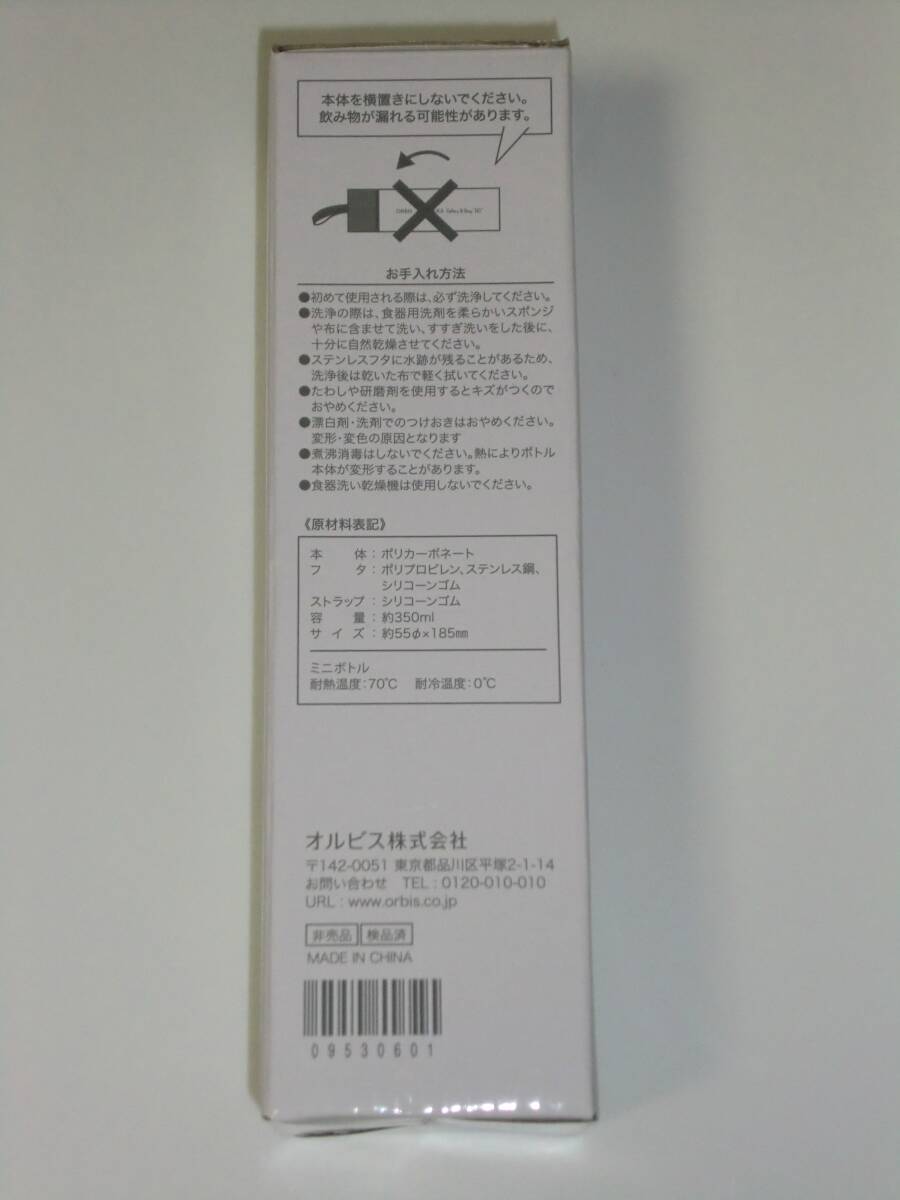 本体を横置きにしないでください。
飲み物が漏れる可能性があります。
お手入れ方法
●初めて使用される際は、必ず洗浄してください。
●洗浄の際は、食器用洗剤を柔らかいスポンジ
や布に含ませて洗い、すすぎ洗いをした後に、
十分に自然乾燥させてください。
●ステンレスフタに水跡が残ることがあるため、
洗浄後は乾いた布で軽く拭いてください。
●たわしや研磨剤を使用するとキズがつくので
おやめください。
●漂白剤・洗剤でのつけおきはおやめください。
変形・変色の原因となります
●煮沸消毒はしないでください。熱によりボトル
本体が変形することがあります。
●食器洗い乾燥機は使用しないでください。
《原材料表記》
本体：ポリカーボネート
フタ：ポリプロピレン、ステンレス鋼、
シリコーンゴム
ストラップ：シリコーンゴム
容量：約350ml
サイズ：約55φ×185㎜
ミニボトル
耐熱温度：70℃ 耐冷温度：0℃
オルビス株式会社
〒142-0051 東京都品川区平塚2-1-14
お問い合わせ TEL：0120-010-010
URL：www.orbis.co.jp
非売品 検品済
MADE IN CHINA
09530601